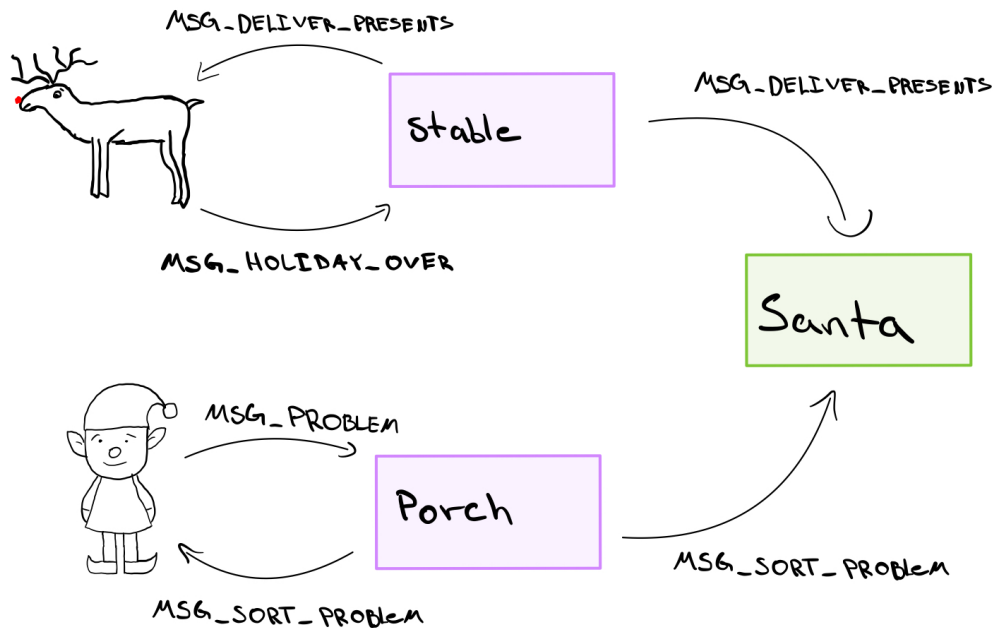 MSG_DELIVER_PRESENTS
MSG_DELIVER_PRESENTS
Stable
MSG_HOLIDAY_OVER
Santa
MSG_PROBLEM
Porch
MSG_SORT_PROBLEM
MSG_SORT_PROBLEM